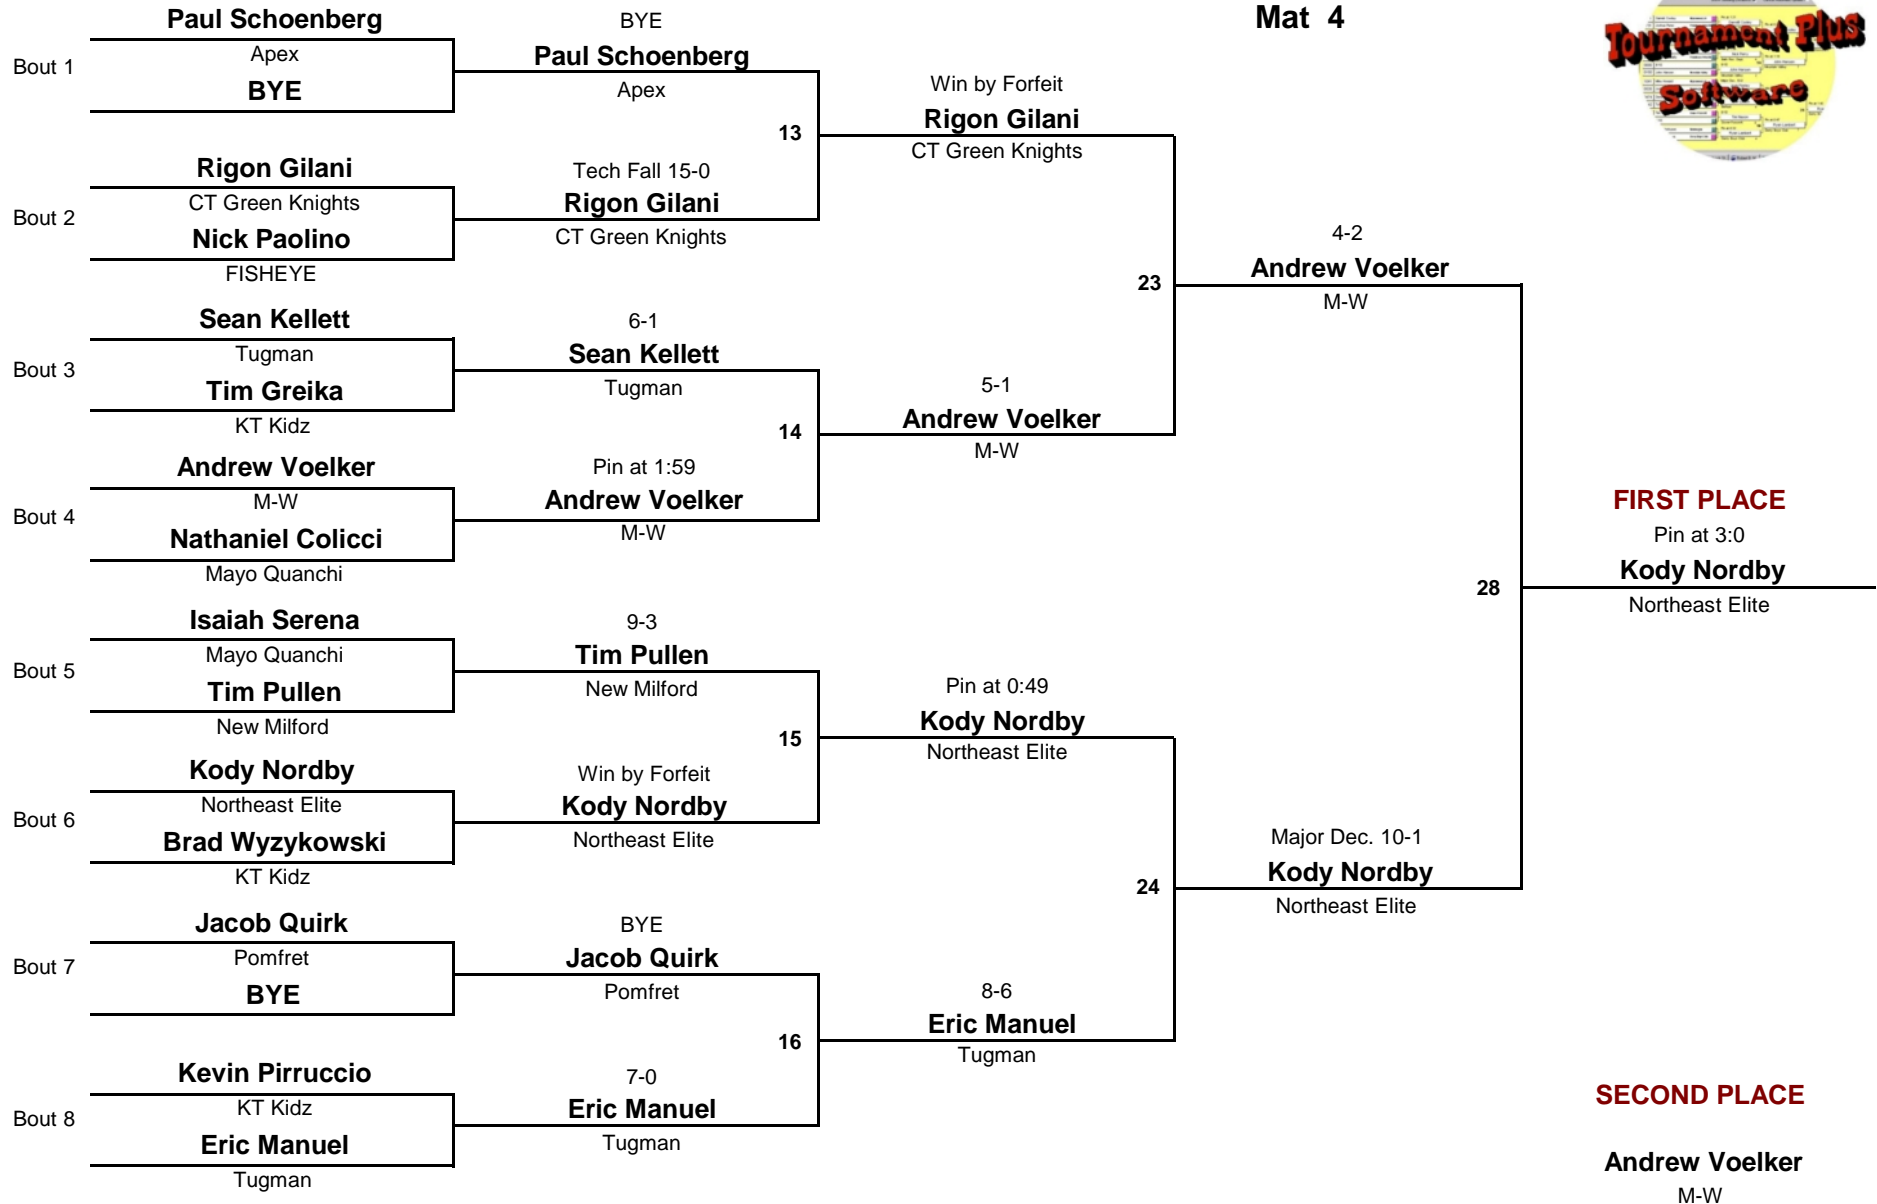 Mat 4
Tournament Plus
Software
Bout 1
Paul Schoenberg
Apex
BYE
Bout 2
Rigon Gilani
CT Green Knights
Nick Paolino
FISHEYE
Bout 3
Sean Kellett
Tugman
Tim Greika
KT Kidz
Bout 4
Andrew Voelker
M-W
Nathaniel Colicci
Mayo Quanchi
Bout 5
Isaiah Serena
Mayo Quanchi
Tim Pullen
New Milford
Bout 6
Kody Nordby
Northeast Elite
Brad Wyzykowski
KT Kidz
Bout 7
Jacob Quirk
Pomfret
BYE
Bout 8
Kevin Pirruccio
KT Kidz
Eric Manuel
Tugman
BYE
Paul Schoenberg
Apex
13
Tech Fall 15-0
Rigon Gilani
CT Green Knights
6-1
Sean Kellett
Tugman
14
Pin at 1:59
Andrew Voelker
M-W
9-3
Tim Pullen
New Milford
15
Win by Forfeit
Kody Nordby
Northeast Elite
BYE
Jacob Quirk
Pomfret
16
7-0
Eric Manuel
Tugman
Win by Forfeit
Rigon Gilani
CT Green Knights
23
5-1
Andrew Voelker
M-W
Pin at 0:49
Kody Nordby
Northeast Elite
24
8-6
Eric Manuel
Tugman
4-2
Andrew Voelker
M-W
28
Major Dec. 10-1
Kody Nordby
Northeast Elite
FIRST PLACE
Pin at 3:0
Kody Nordby
Northeast Elite
SECOND PLACE
Andrew Voelker
M-W